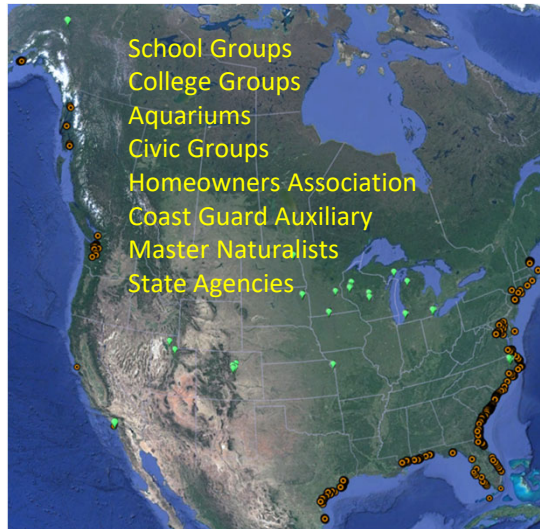 School Groups
College Groups
Aquariums
Civic Groups
Homeowners Association
Coast Guard Auxiliary
Master Naturalists
State Agencies